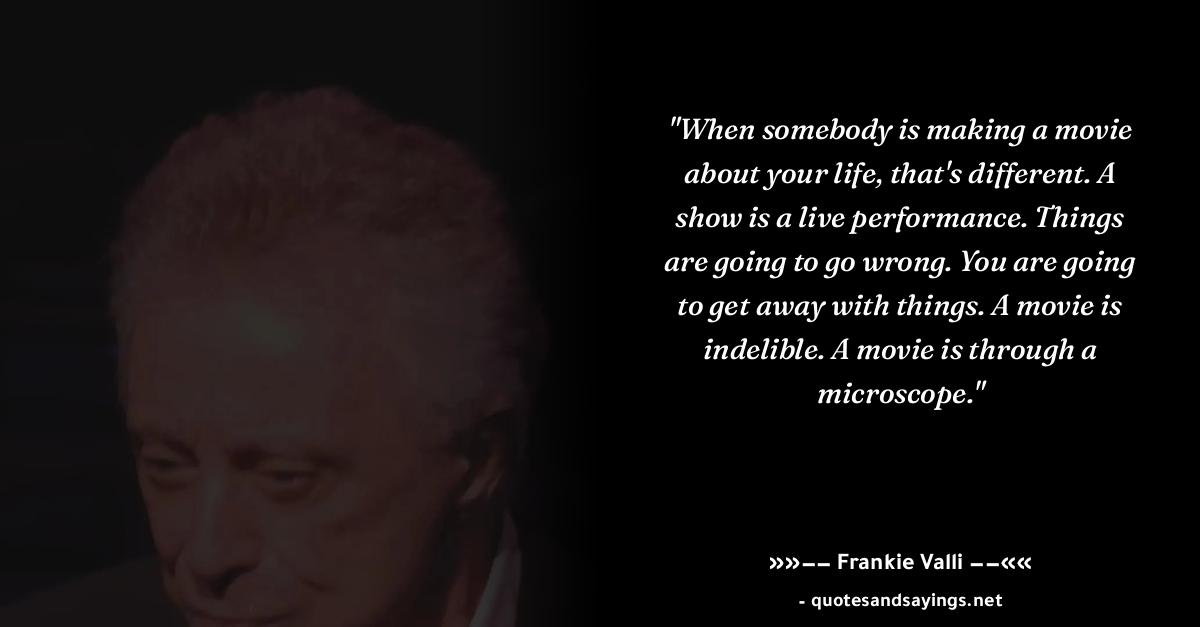 "When somebody is making a movie
about your life, that's different. A
show is a live performance. Things
are going to go wrong. You are going
to get away with things. A movie is
indelible. A movie is through a
microscope."
»»–– Frankie Valli ––««
- quotesandsayings.net